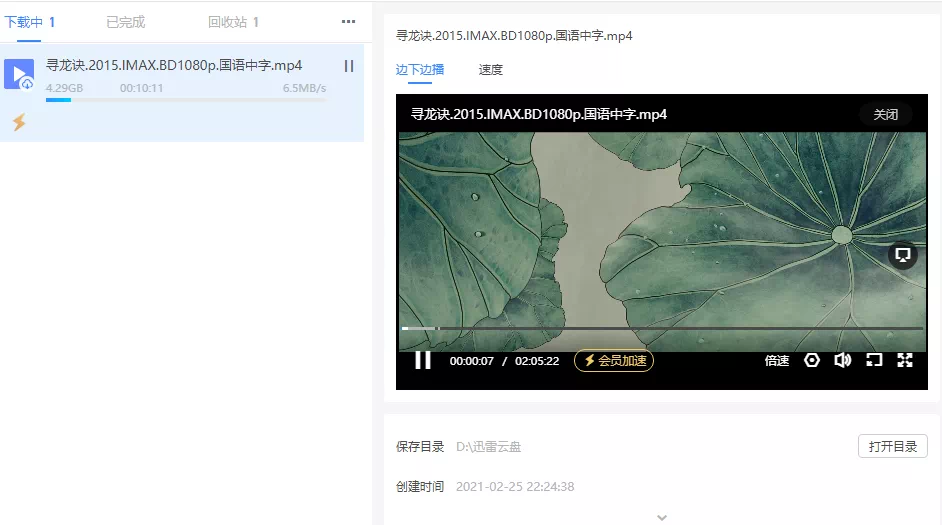 下载中 1 已完成 回收站 1
寻龙诀.2015.IMAX.BD1080p.国语中字.mp4
4.29GB 00:10:11 6.5MB/s
寻龙诀.2015.IMAX.BD1080p.国语中字.mp4
边下边播 速度
寻龙诀.2015.IMAX.BD1080p.国语中字.mp4 关闭
00:00:07 / 02:05:22 会员加速 倍速
保存目录 D:\迅雷云盘 打开目录
创建时间 2021-02-25 22:24:38